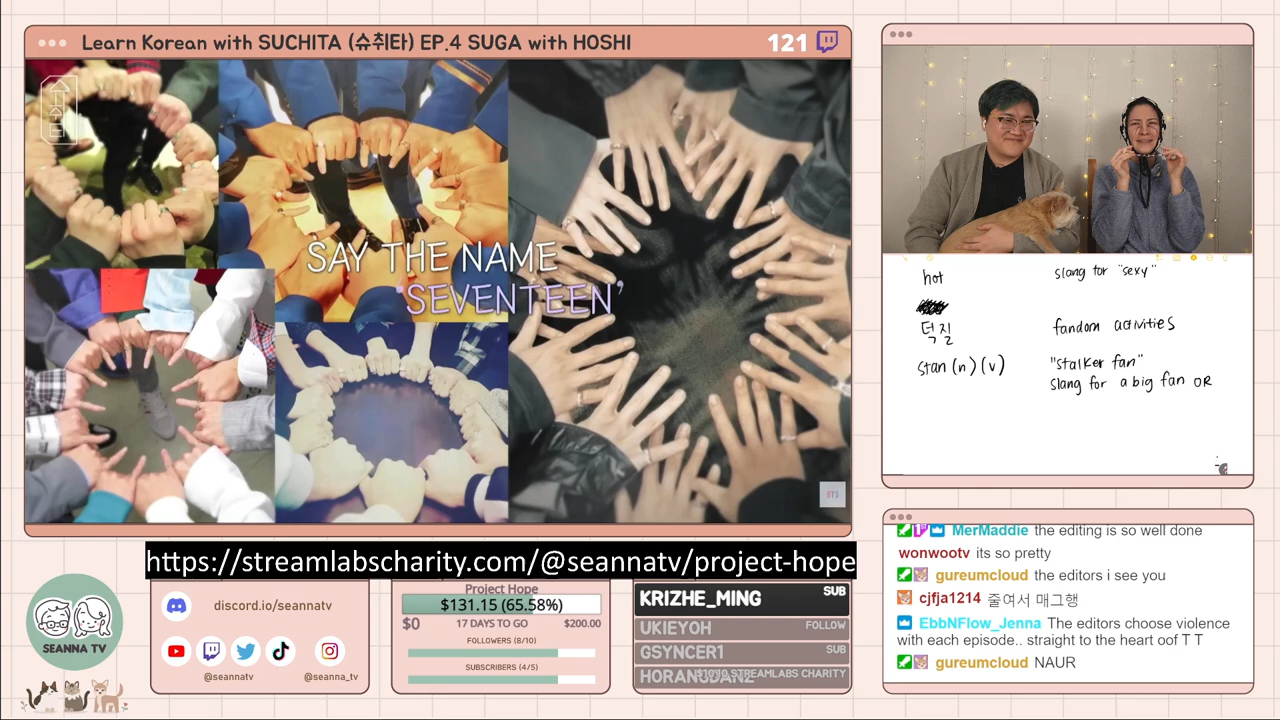 Learn Korean with SUCHITA (슈취타) EP.4 SUGA with HOSHI
121
SAY THE NAME
'SEVENTEEN'
BTS
hot
slang for "sexy"
덕질
fandom activities
stan (n) (v)
"stalker fan"
slang for a big fan OR
https://streamlabscharity.com/@seannatv/project-hope
SEANNA TV
discord.io/seannatv
@seannatv
@seanna_tv
Project Hope
$131.15 (65.58%)
$0
17 DAYS TO GO
$200.00
FOLLOWERS (8/10)
SUBSCRIBERS (4/5)
KRIZHE_MING
SUB
UKIEYOH
FOLLOW
GSYNCER1
SUB
HORANGDANZ
STREAMLABS CHARITY
MerMaddie the editing is so well done
wonwootv its so pretty
gureumcloud the editors i see you
cjfja1214 줄여서 매그행
EbbNFlow_Jenna The editors choose violence
with each episode.. straight to the heart oof T T
gureumcloud NAUR